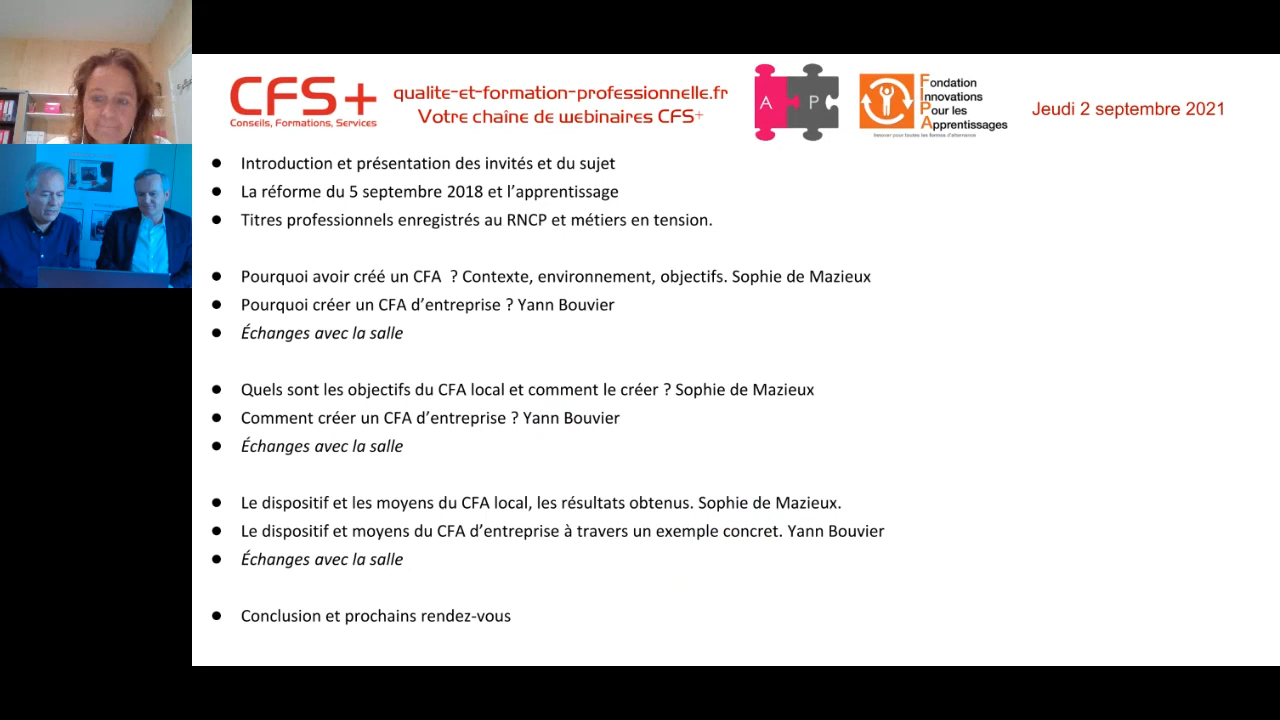 CFS+
Conseils, Formations, Services
qualite-et-formation-professionnelle.fr
Votre chaîne de webinaires CFS+
A P
Fondation
Innovations
Pour les
Apprentissages
Innover pour toutes les formes d'alternance
Jeudi 2 septembre 2021
● Introduction et présentation des invités et du sujet
● La réforme du 5 septembre 2018 et l’apprentissage
● Titres professionnels enregistrés au RNCP et métiers en tension.
● Pourquoi avoir créé un CFA ? Contexte, environnement, objectifs. Sophie de Mazieux
● Pourquoi créer un CFA d’entreprise ? Yann Bouvier
● Échanges avec la salle
● Quels sont les objectifs du CFA local et comment le créer ? Sophie de Mazieux
● Comment créer un CFA d’entreprise ? Yann Bouvier
● Échanges avec la salle
● Le dispositif et les moyens du CFA local, les résultats obtenus. Sophie de Mazieux.
● Le dispositif et moyens du CFA d’entreprise à travers un exemple concret. Yann Bouvier
● Échanges avec la salle
● Conclusion et prochains rendez-vous